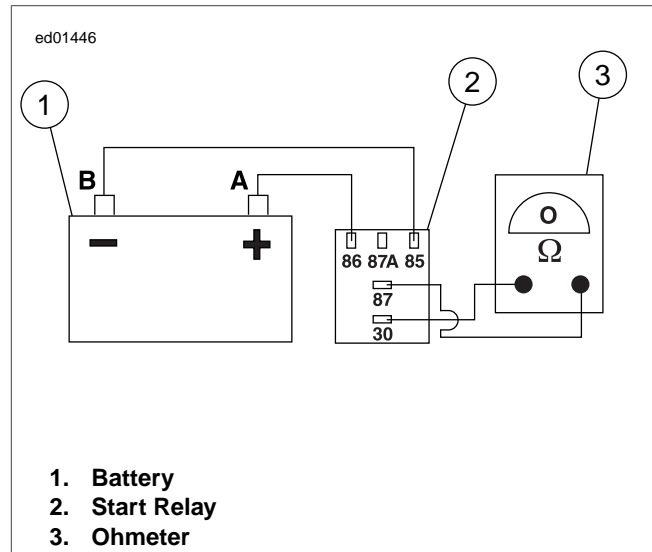 ed01446
1
2
3
B
A
O
Ω
86 87A 85
87
30
1. Battery
2. Start Relay
3. Ohmeter